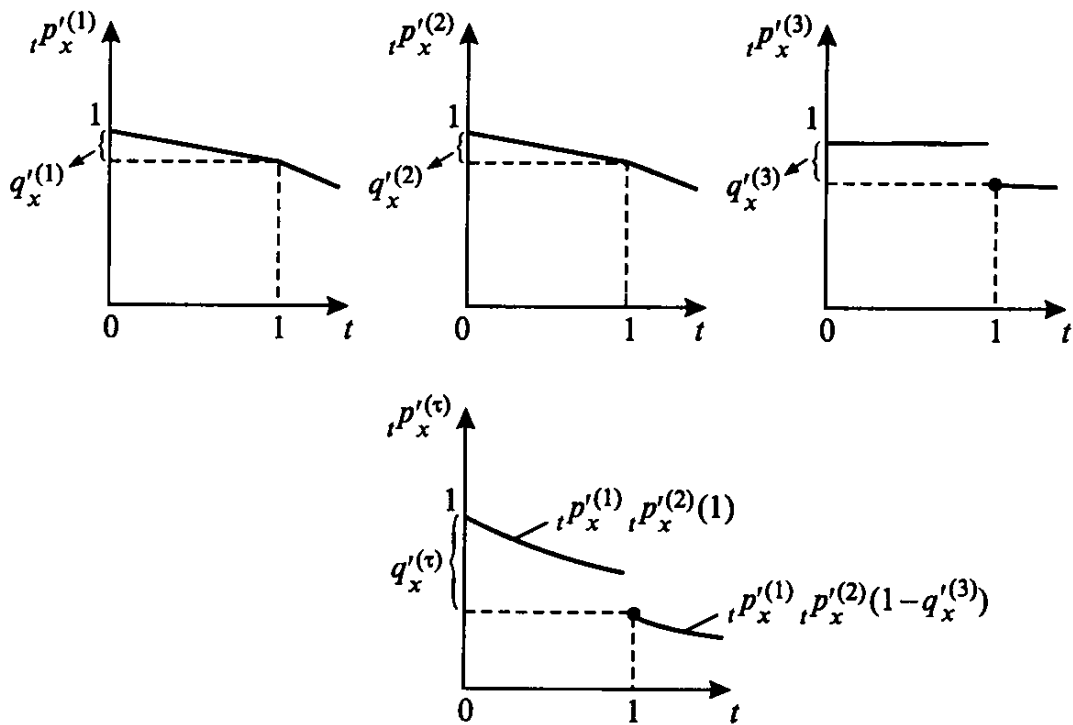 ₜp′ₓ⁽¹⁾
1
q′ₓ⁽¹⁾
0 1 t
ₜp′ₓ⁽²⁾
1
q′ₓ⁽²⁾
0 1 t
ₜp′ₓ⁽³⁾
1
q′ₓ⁽³⁾
0 1 t
ₜp′ₓ⁽τ⁾
1
ₜp′ₓ⁽¹⁾ ₜp′ₓ⁽²⁾(1)
q′ₓ⁽τ⁾
ₜp′ₓ⁽¹⁾ ₜp′ₓ⁽²⁾(1−q′ₓ⁽³⁾)
0 1 t